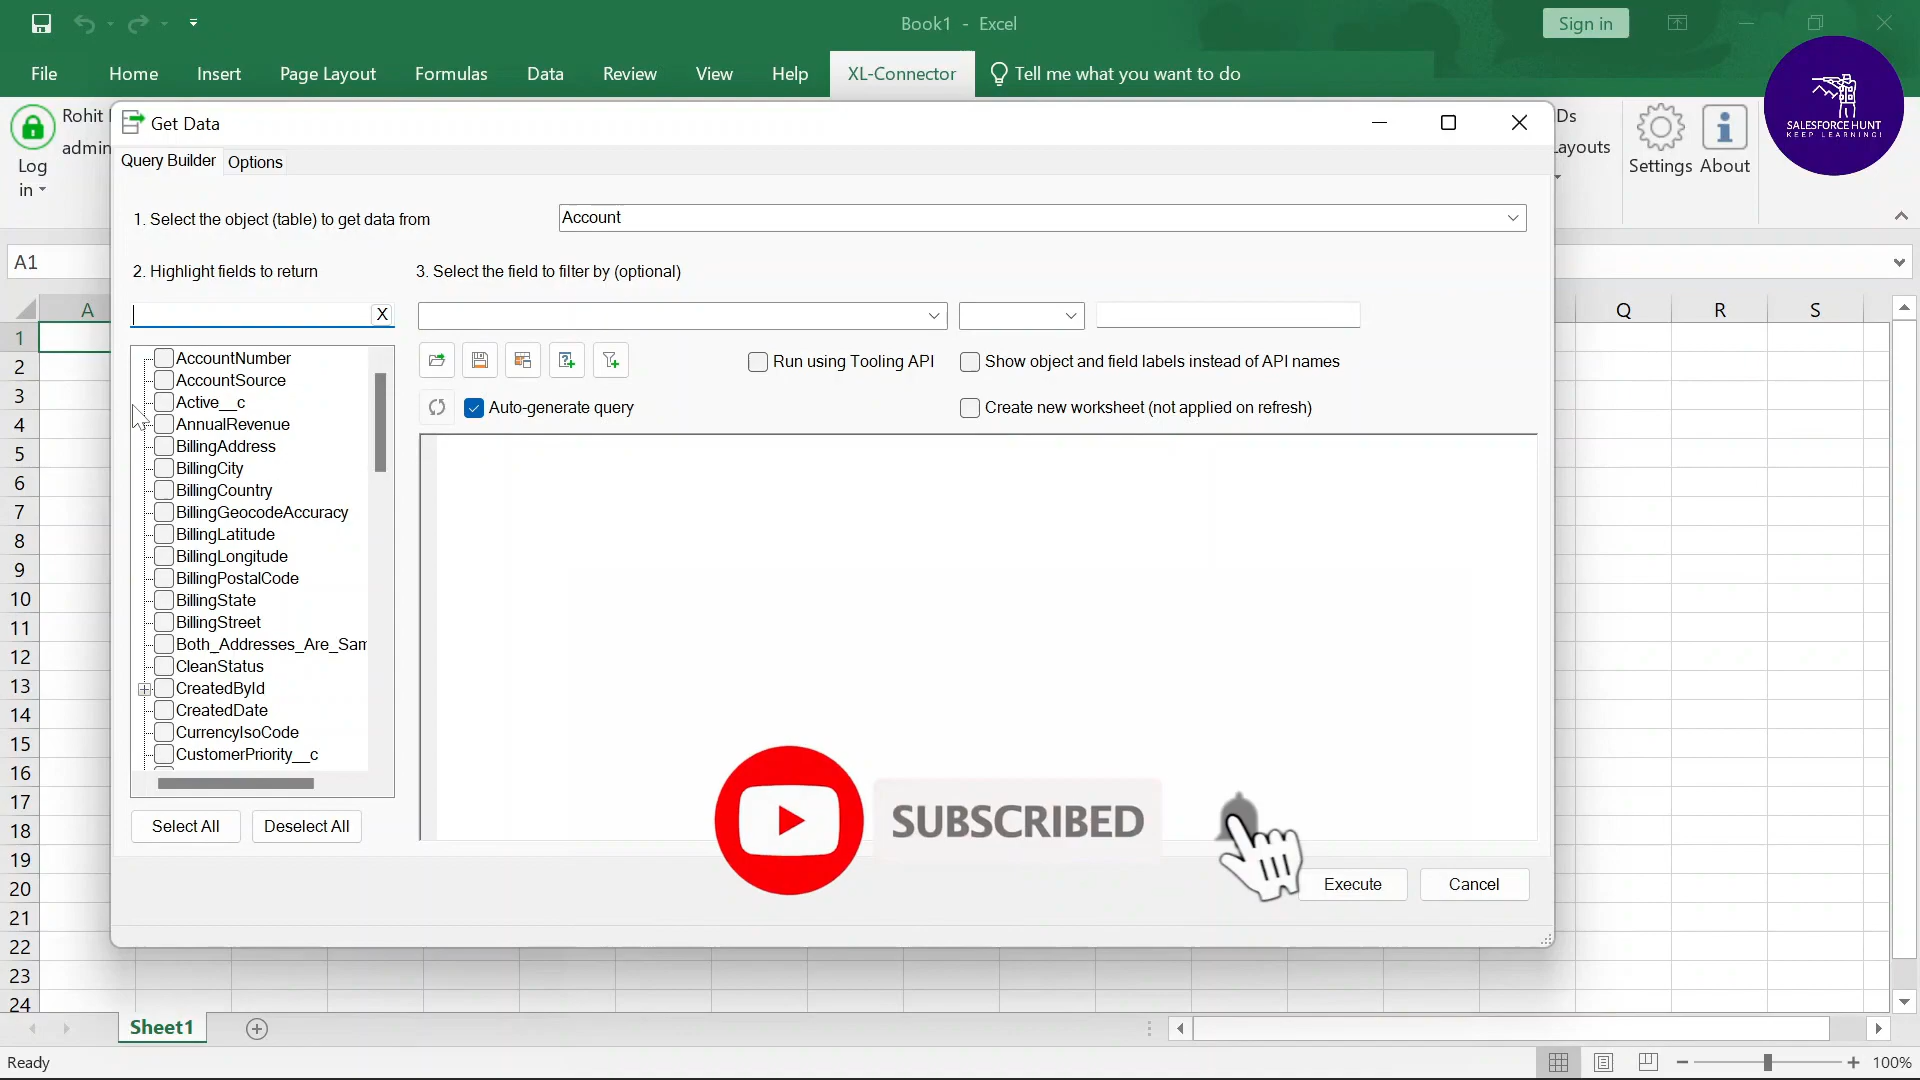 Book1 - Excel
Sign in
File Home Insert Page Layout Formulas Data Review View Help XL-Connector Tell me what you want to do
SALESFORCE HUNT
KEEP LEARNING!
Rohit
admin
Log
in
Ds
ayouts
Settings About
Get Data
Query Builder Options
1. Select the object (table) to get data from
Account
2. Highlight fields to return
3. Select the field to filter by (optional)
X
Run using Tooling API
Show object and field labels instead of API names
Auto-generate query
Create new worksheet (not applied on refresh)
AccountNumber
AccountSource
Active__c
AnnualRevenue
BillingAddress
BillingCity
BillingCountry
BillingGeocodeAccuracy
BillingLatitude
BillingLongitude
BillingPostalCode
BillingState
BillingStreet
Both_Addresses_Are_Sam
CleanStatus
CreatedById
CreatedDate
CurrencyIsoCode
CustomerPriority__c
Select All Deselect All
SUBSCRIBED
Execute Cancel
A1
A Q R S
1
2
3
4
5
6
7
8
9
10
11
12
13
14
15
16
17
18
19
20
21
22
23
24
Sheet1
Ready
100%